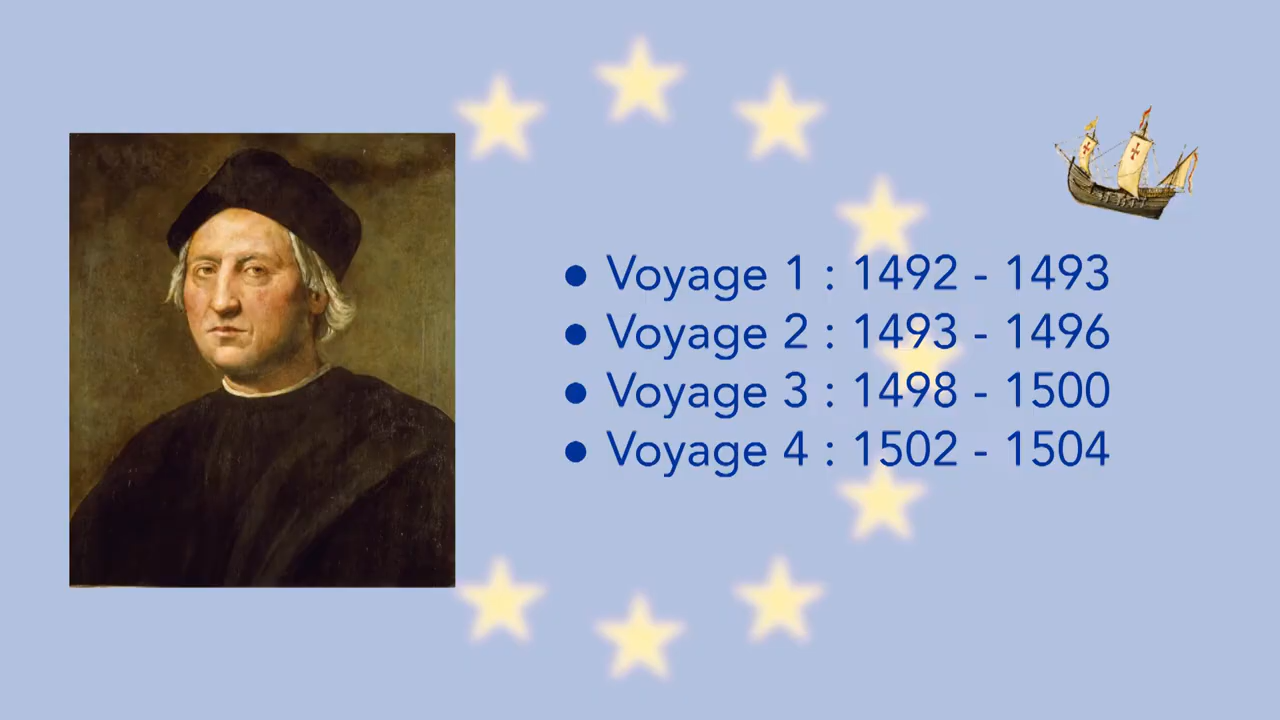 ● Voyage 1 : 1492 - 1493
● Voyage 2 : 1493 - 1496
● Voyage 3 : 1498 - 1500
● Voyage 4 : 1502 - 1504